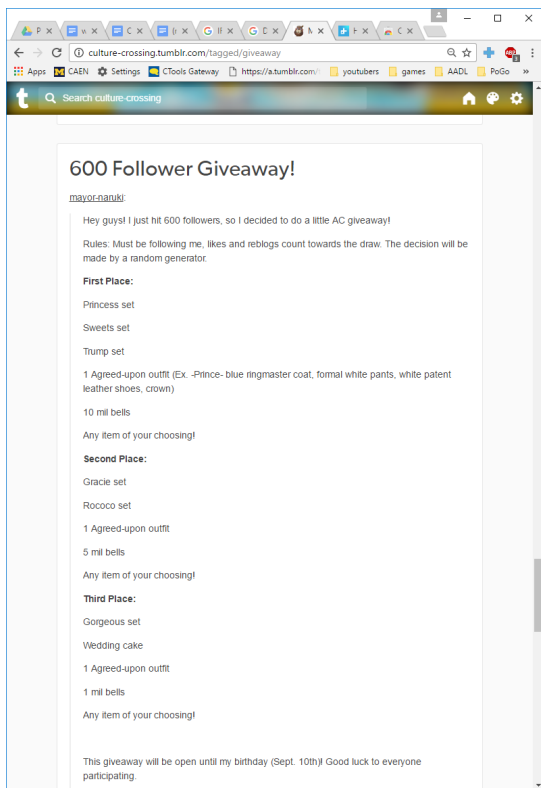 P
C
G
G
N
F
C
culture-crossing.tumblr.com/tagged/giveaway
Apps CAEN Settings CTools Gateway https://a.tumblr.com/ youtubers games AADL PoGo »
t Search culture-crossing
600 Follower Giveaway!
mayor-naruki:
Hey guys! I just hit 600 followers, so I decided to do a little AC giveaway!
Rules: Must be following me, likes and reblogs count towards the draw. The decision will be
made by a random generator.
First Place:
Princess set
Sweets set
Trump set
1 Agreed-upon outfit (Ex. -Prince- blue ringmaster coat, formal white pants, white patent
leather shoes, crown)
10 mil bells
Any item of your choosing!
Second Place:
Gracie set
Rococo set
1 Agreed-upon outfit
5 mil bells
Any item of your choosing!
Third Place:
Gorgeous set
Wedding cake
1 Agreed-upon outfit
1 mil bells
Any item of your choosing!
This giveaway will be open until my birthday (Sept. 10th)! Good luck to everyone
participating.